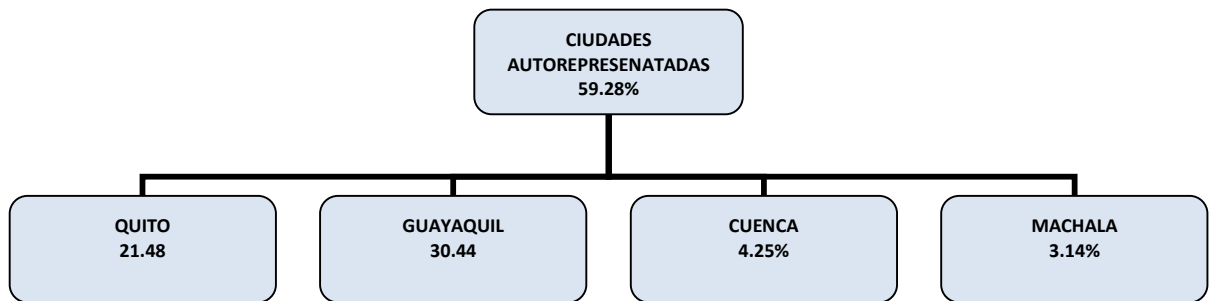 CIUDADES
AUTOREPRESENATADAS
59.28%
QUITO
21.48
GUAYAQUIL
30.44
CUENCA
4.25%
MACHALA
3.14%